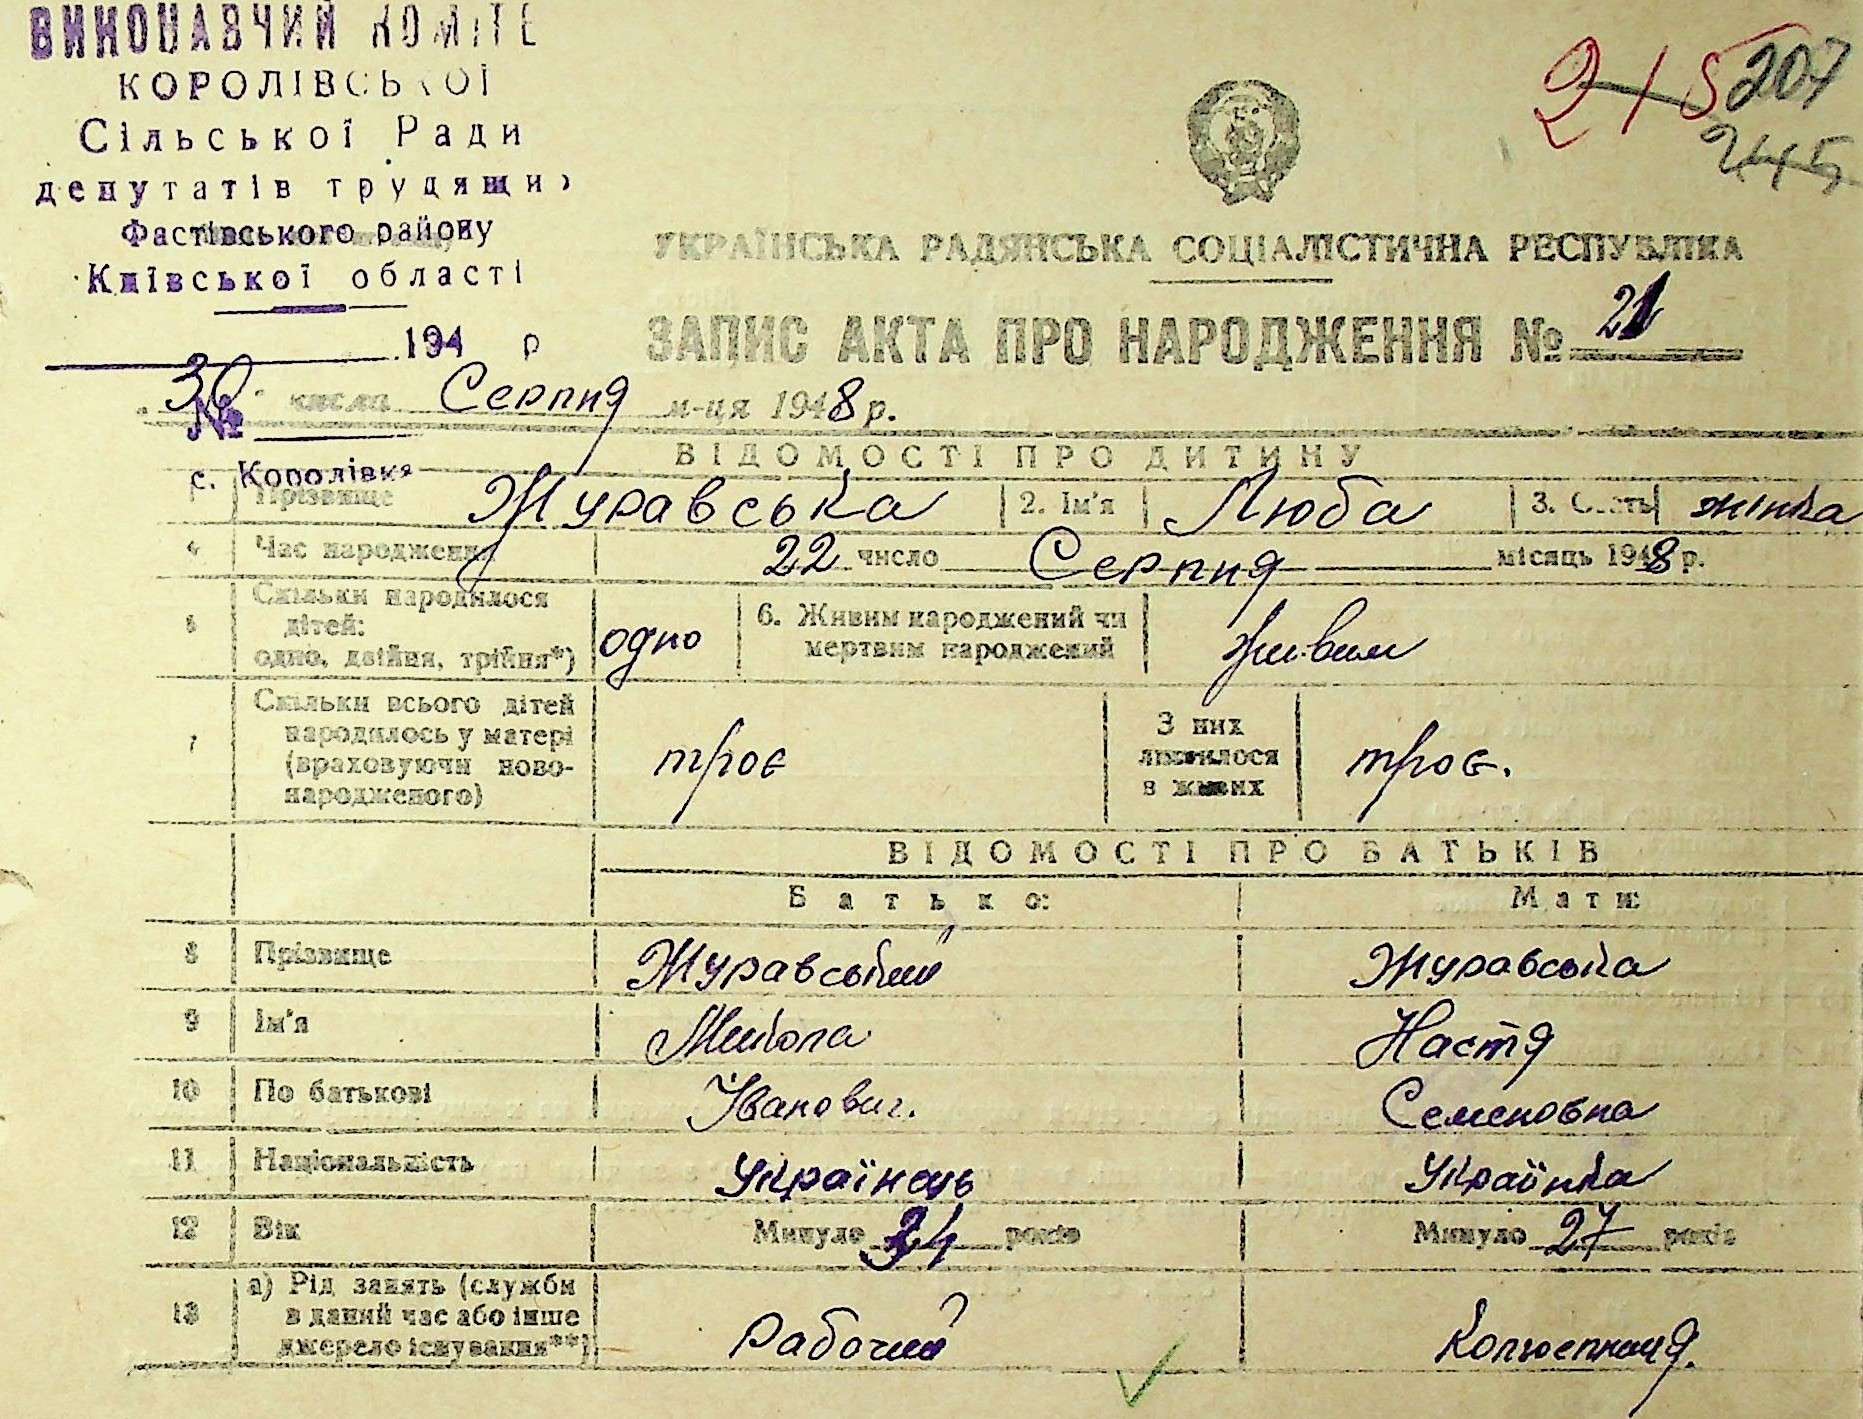 ВИКОНАВЧИЙ КОМІТЕ
КОРОЛІВСЬКОЇ
Сільської Ради
депутатів трудящих
Фастівського району
Київської області
194 р
№
с. Королівка
215 207
245
УКРАЇНСЬКА РАДЯНСЬКА СОЦІАЛІСТИЧНА РЕСПУБЛІКА
ЗАПИС АКТА ПРО НАРОДЖЕННЯ № 21
30 числа Серпня м-ця 1948 р.
ВІДОМОСТІ ПРО ДИТИНУ
Прізвище Журавська 2. Ім'я Люба 3. Стать жінка
4 Час народження 22 число Серпня місяць 1948 р.
5 Скільки народилося дітей: одно, двійня, трійня*) одно 6. Живим народжений чи мертвим народжений живим
7 Скільки всього дітей народилось у матері (враховуючи новонародженого) троє З них лишилося в живих троє.
ВІДОМОСТІ ПРО БАТЬКІВ
Батько: Мати:
8 Прізвище Журавський Журавська
9 Ім'я Микола Настя
10 По батькові Іванович. Семеновна
11 Національність Українець Українка
12 Вік Минуло 34 років Минуло 27 років
13 а) Рід занять (служби в даний час або інше джерело існування**) Рабочий